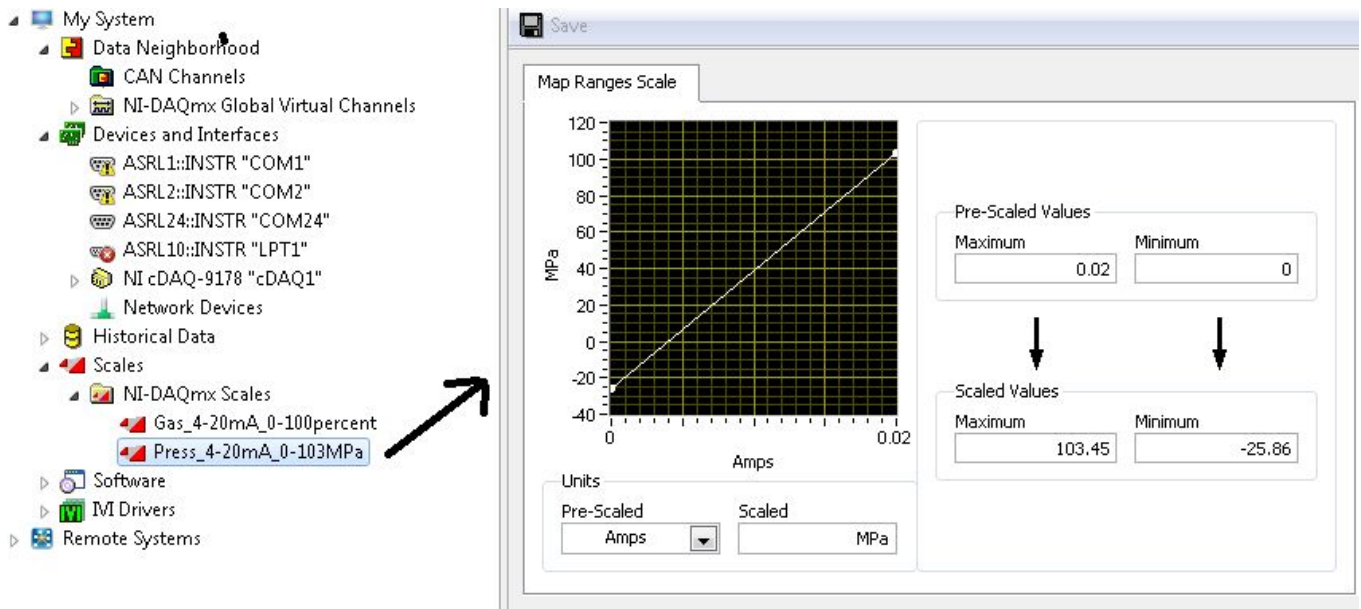 My System
Data Neighborhood
CAN Channels
NI-DAQmx Global Virtual Channels
Devices and Interfaces
ASRL1::INSTR "COM1"
ASRL2::INSTR "COM2"
ASRL24::INSTR "COM24"
ASRL10::INSTR "LPT1"
NI cDAQ-9178 "cDAQ1"
Network Devices
Historical Data
Scales
NI-DAQmx Scales
Gas_4-20mA_0-100percent
Press_4-20mA_0-103MPa
Software
IVI Drivers
Remote Systems
Save
Map Ranges Scale
120
100
80
60
40
20
0
-20
-40
MPa
0 0.02
Amps
Units
Pre-Scaled Scaled
Amps MPa
Pre-Scaled Values
Maximum Minimum
0.02 0
Scaled Values
Maximum Minimum
103.45 -25.86